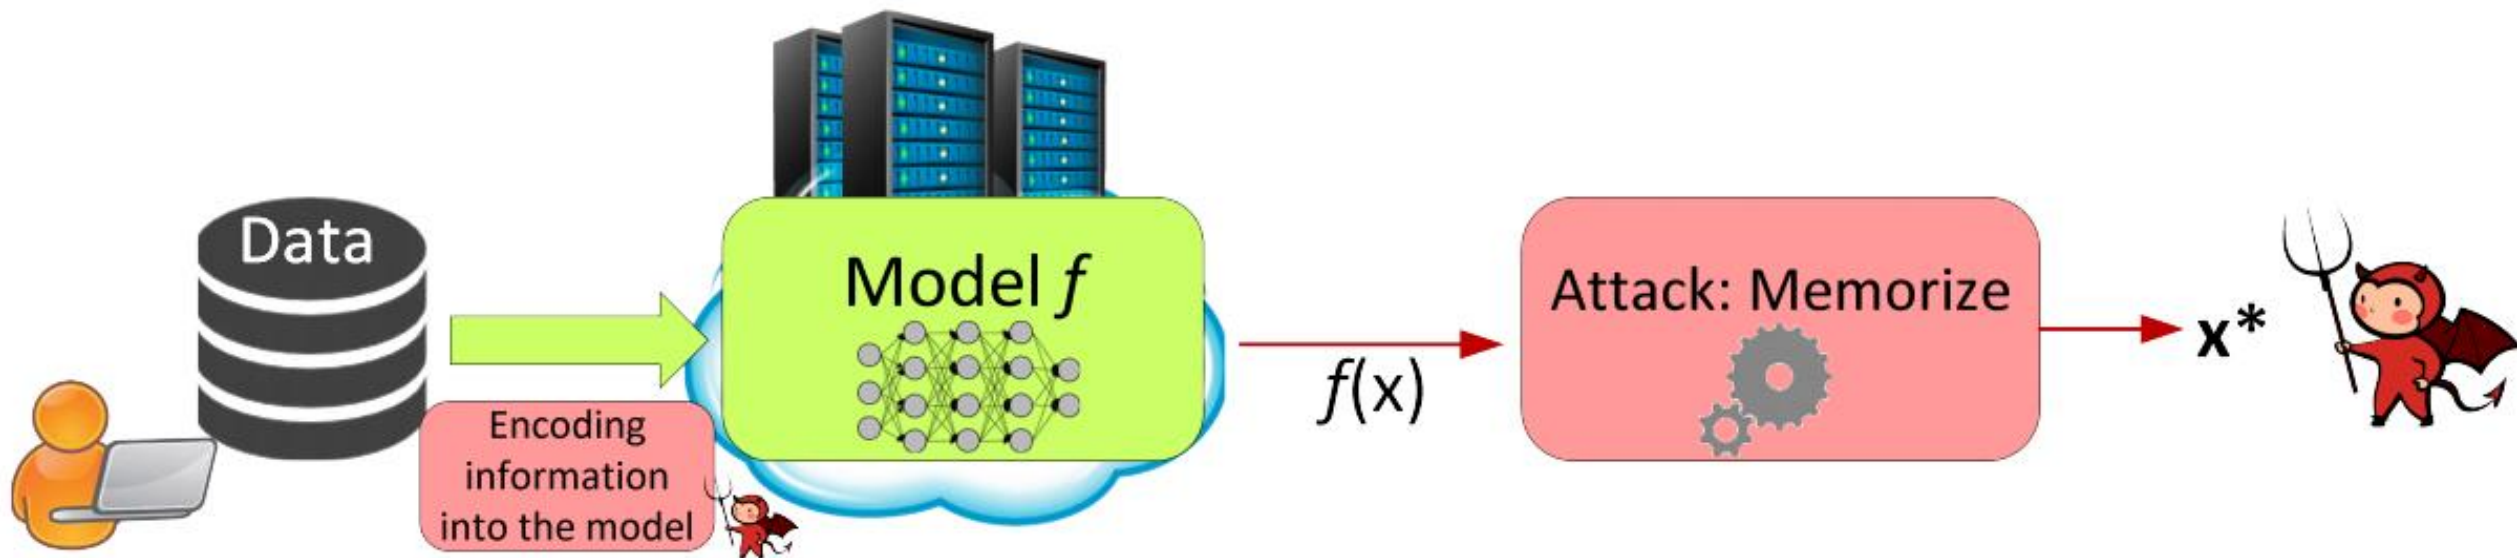 Data
Encoding
information
into the model
Model f
f(x)
Attack: Memorize
x*